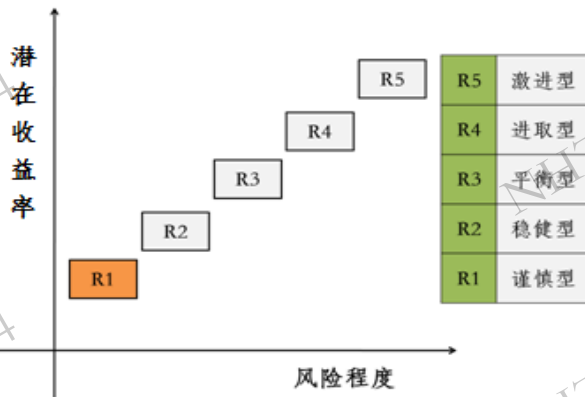 潜在收益率
R5
R4
R3
R2
R1
风险程度
R5 激进型
R4 进取型
R3 平衡型
R2 稳健型
R1 谨慎型